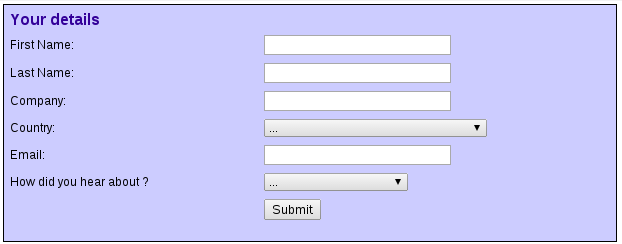 Your details
First Name:
Last Name:
Company:
Country:
...
Email:
How did you hear about ?
...
Submit